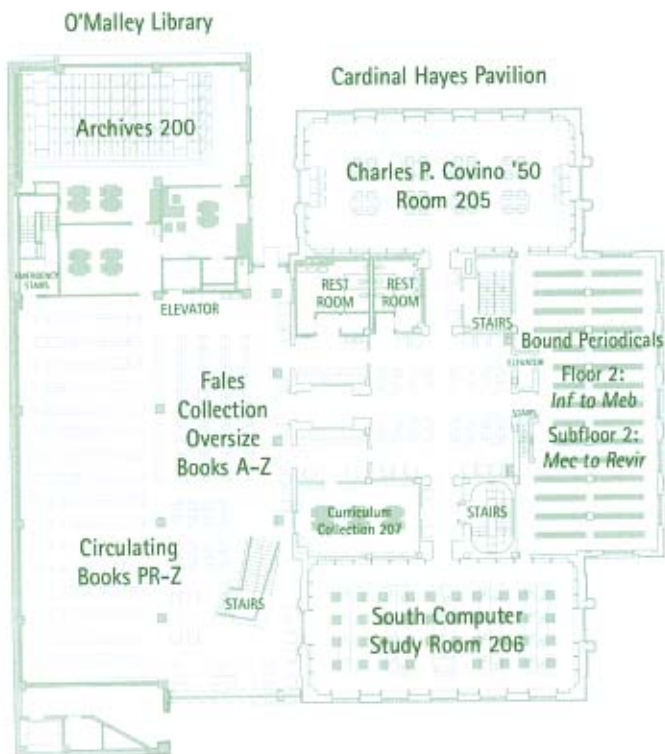 O'Malley Library
Cardinal Hayes Pavilion
Archives 200
Charles P. Covino '50
Room 205
EMERGENCY
STAIRS
ELEVATOR
REST
ROOM
REST
ROOM
STAIRS
Bound Periodicals
ELEVATOR
Floor 2:
Inf to Meb
STAIRS
Subfloor 2:
Mec to Revir
Fales
Collection
Oversize
Books A-Z
Curriculum
Collection 207
STAIRS
Circulating
Books PR-Z
STAIRS
South Computer
Study Room 206